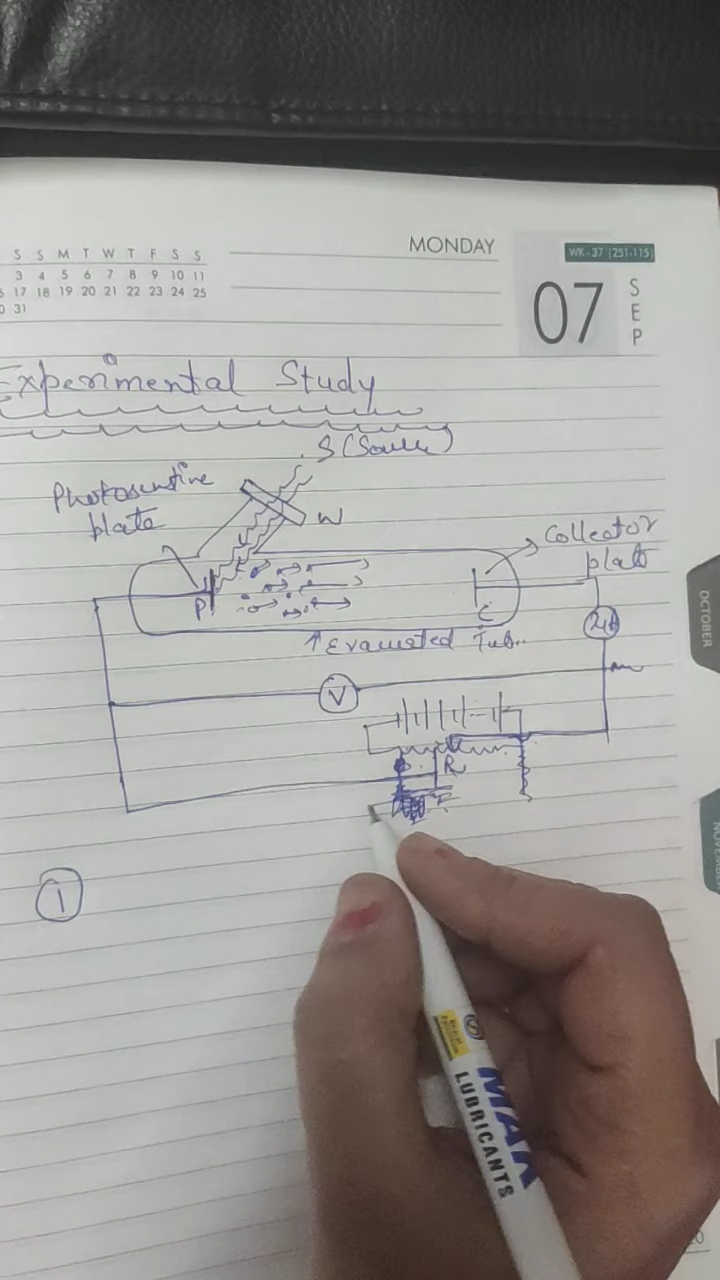 MONDAY
WK - 37 (251-115)
07
S
E
P
S S M T W T F S S
3 4 5 6 7 8 9 10 11
17 18 19 20 21 22 23 24 25
31
Experimental Study
S (Source)
Photosensitive
plate
W
Collector
plate
P
C
μA
Evacuated Tube
V
R
1
OCTOBER
MAK
LUBRICANTS